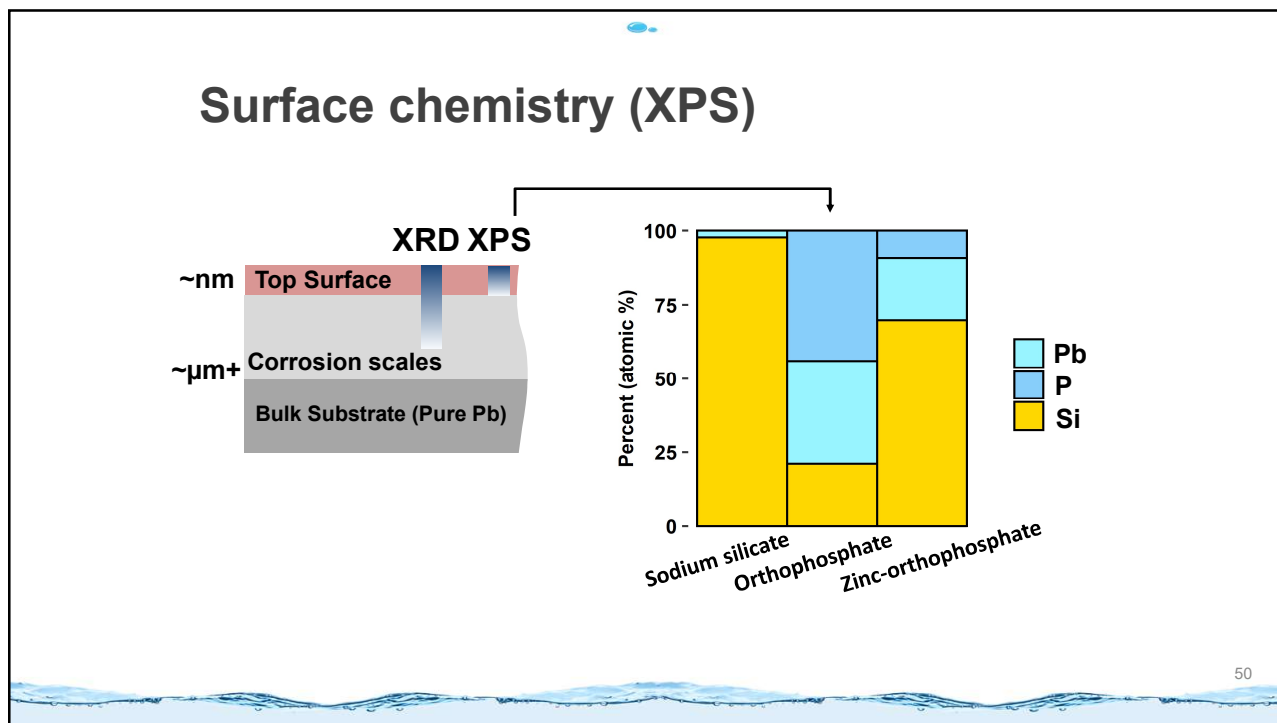 Surface chemistry (XPS)
XRD XPS
~nm
Top Surface
~µm+
Corrosion scales
Bulk Substrate (Pure Pb)
Percent (atomic %)
100
75
50
25
0
Sodium silicate
Orthophosphate
Zinc-orthophosphate
Pb
P
Si
50